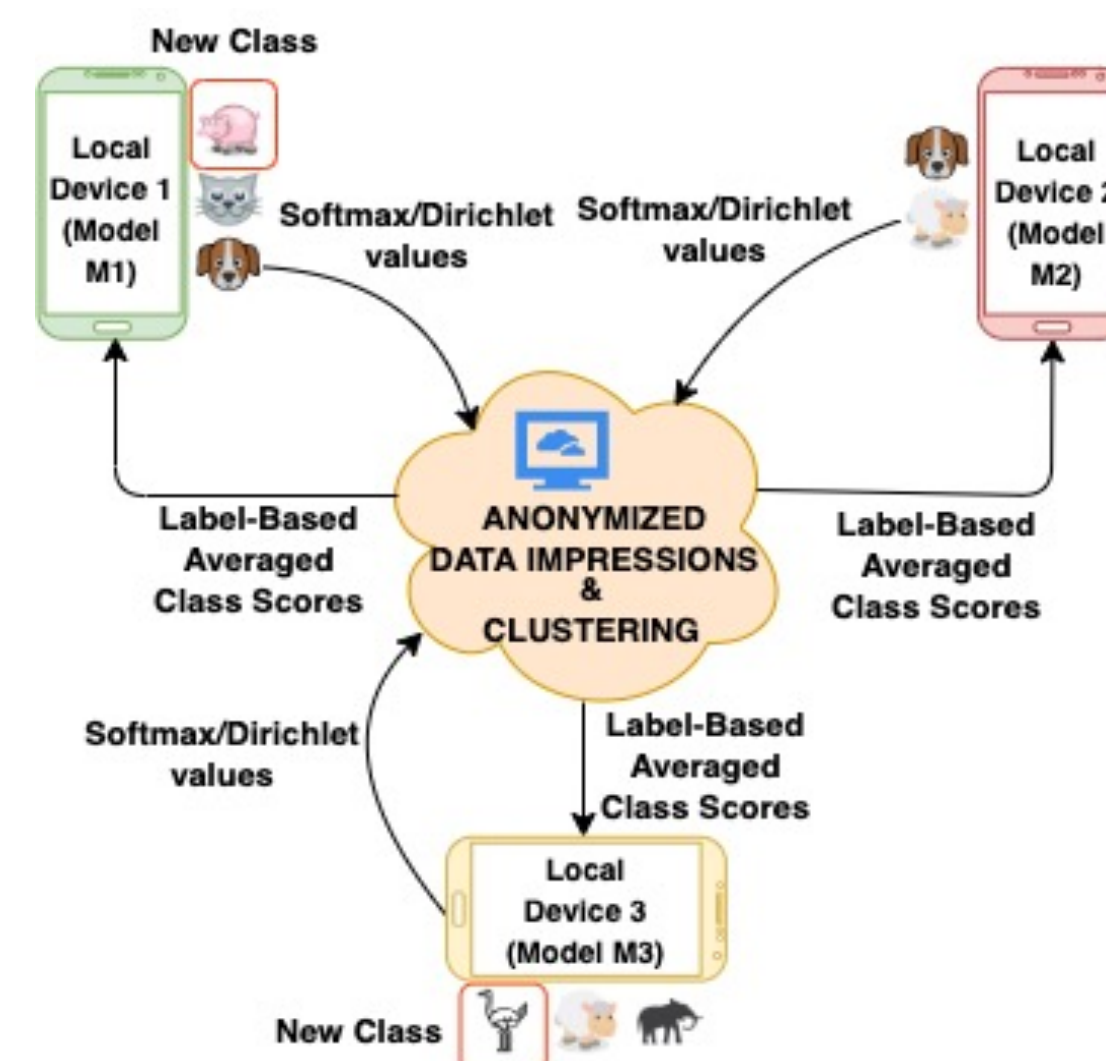 New Class
Local
Device 1
(Model
M1)
Softmax/Dirichlet
values
Softmax/Dirichlet
values
Local
Device 2
(Model
M2)
Label-Based
Averaged
Class Scores
ANONYMIZED
DATA IMPRESSIONS
&
CLUSTERING
Label-Based
Averaged
Class Scores
Softmax/Dirichlet
values
Label-Based
Averaged
Class Scores
Local
Device 3
(Model M3)
New Class